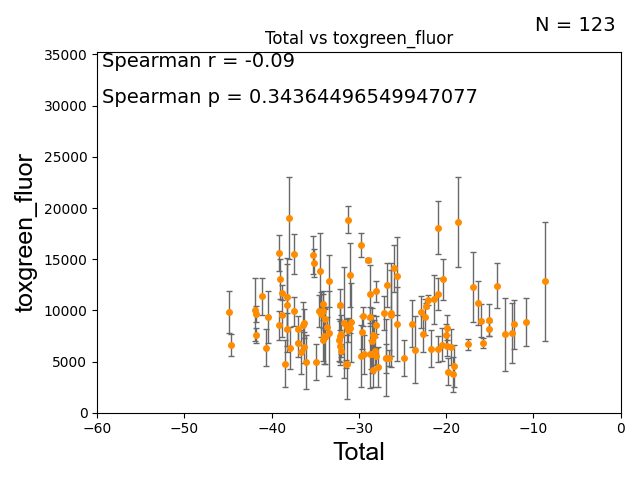 N = 123
Total vs toxgreen_fluor
Spearman r = -0.09
Spearman p = 0.34364496549947077
35000
30000
25000
20000
15000
10000
5000
0
toxgreen_fluor
−60
−50
−40
−30
−20
−10
0
Total